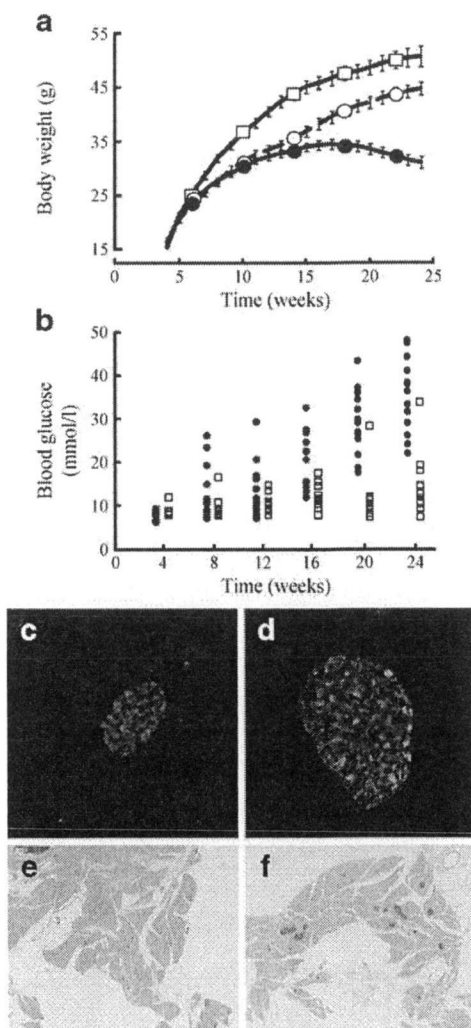 a
55
45
35
25
15
Body weight (g)
0 5 10 15 20 25
Time (weeks)
b
50
40
30
20
10
0
Blood glucose
(mmol/l)
0 4 8 12 16 20 24
Time (weeks)
c d
e f